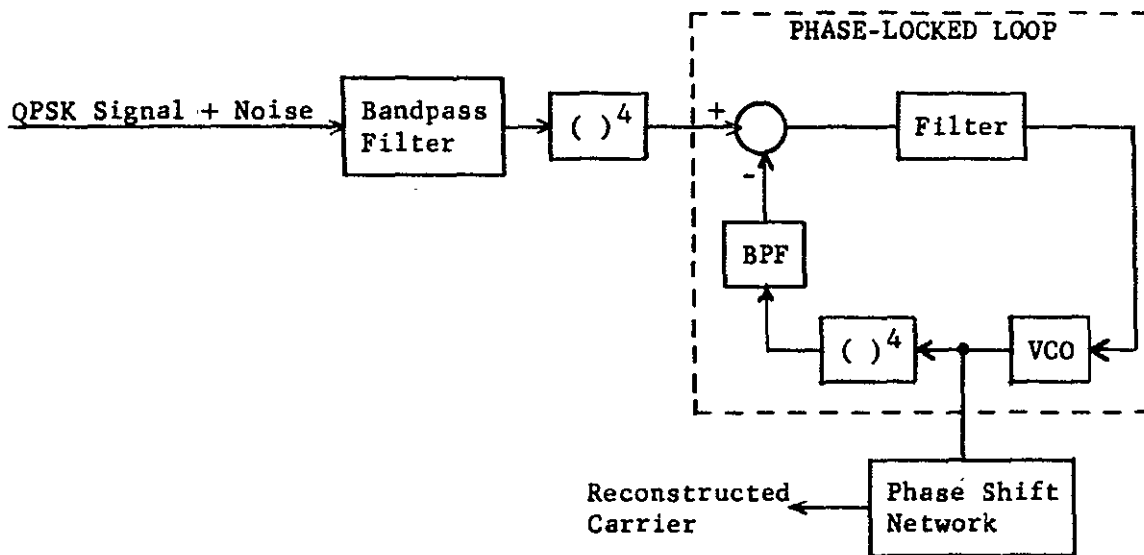 PHASE-LOCKED LOOP
QPSK Signal + Noise
Bandpass
Filter
( )^4
+
-
Filter
BPF
( )^4
VCO
Reconstructed
Carrier
Phase Shift
Network